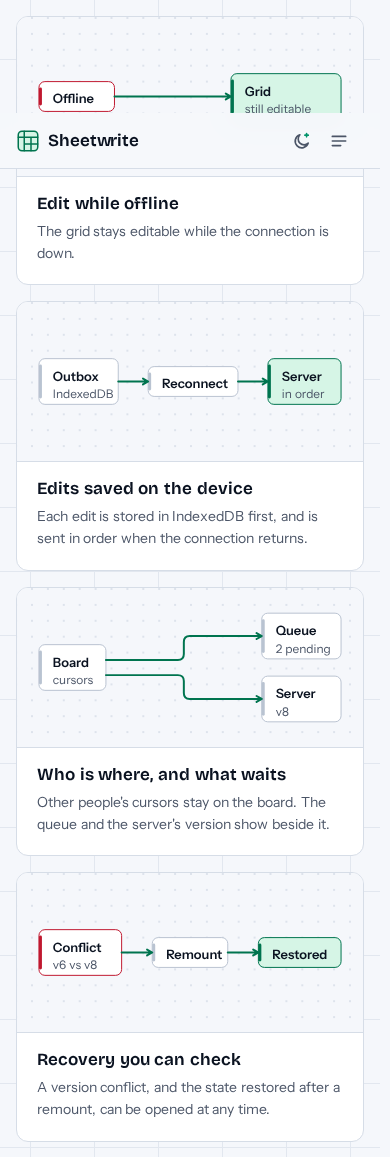 Offline
Grid
still editable
Sheetwrite
Edit while offline
The grid stays editable while the connection is
down.
Outbox
IndexedDB
Reconnect
Server
in order
Edits saved on the device
Each edit is stored in IndexedDB first, and is
sent in order when the connection returns.
Queue
2 pending
Board
cursors
Server
v8
Who is where, and what waits
Other people's cursors stay on the board. The
queue and the server's version show beside it.
Conflict
v6 vs v8
Remount
Restored
Recovery you can check
A version conflict, and the state restored after a
remount, can be opened at any time.